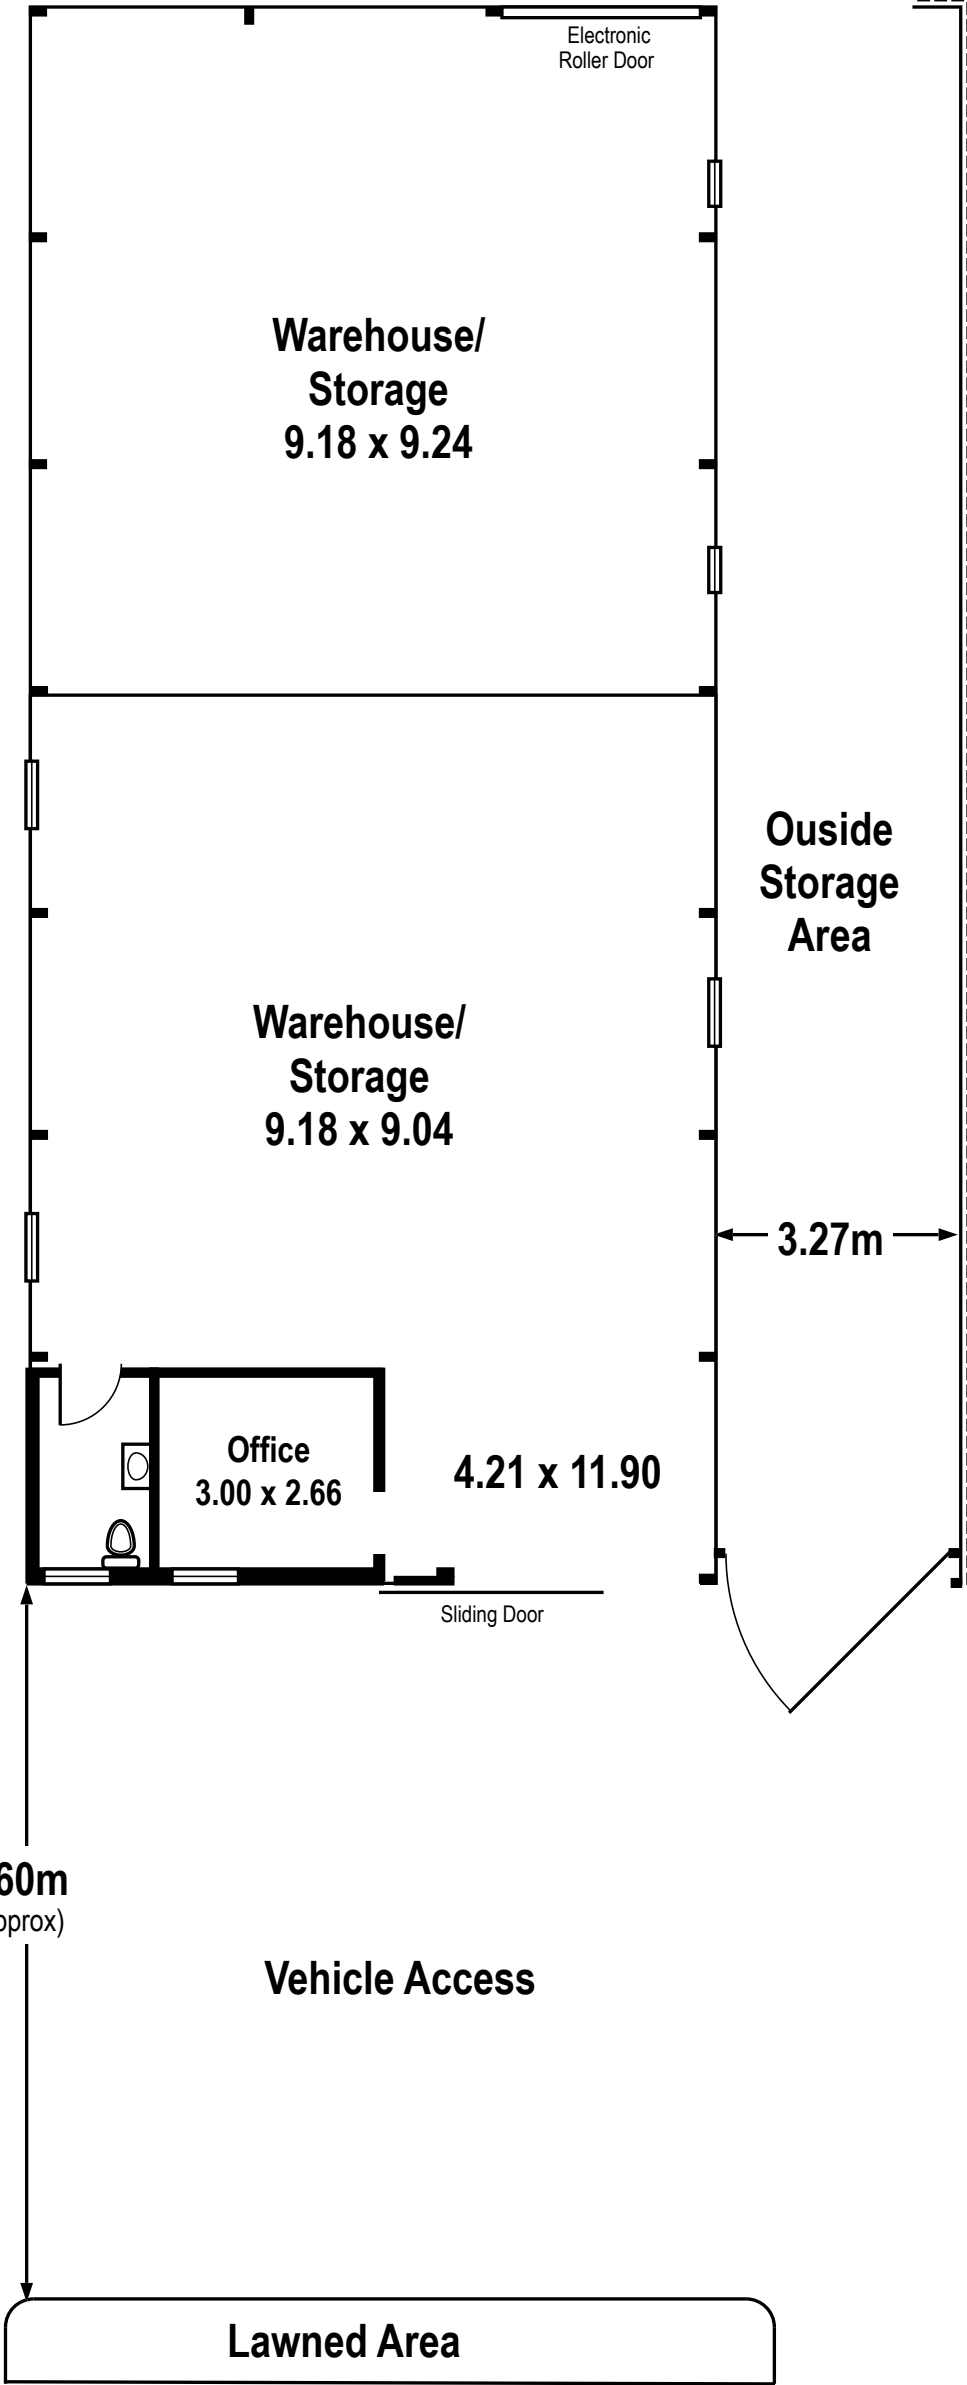 Electronic
Roller Door
Warehouse/
Storage
9.18 x 9.24
Ouside
Storage
Area
Warehouse/
Storage
9.18 x 9.04
3.27m
Office
3.00 x 2.66
4.21 x 11.90
Sliding Door
60m
pprox)
Vehicle Access
Lawned Area